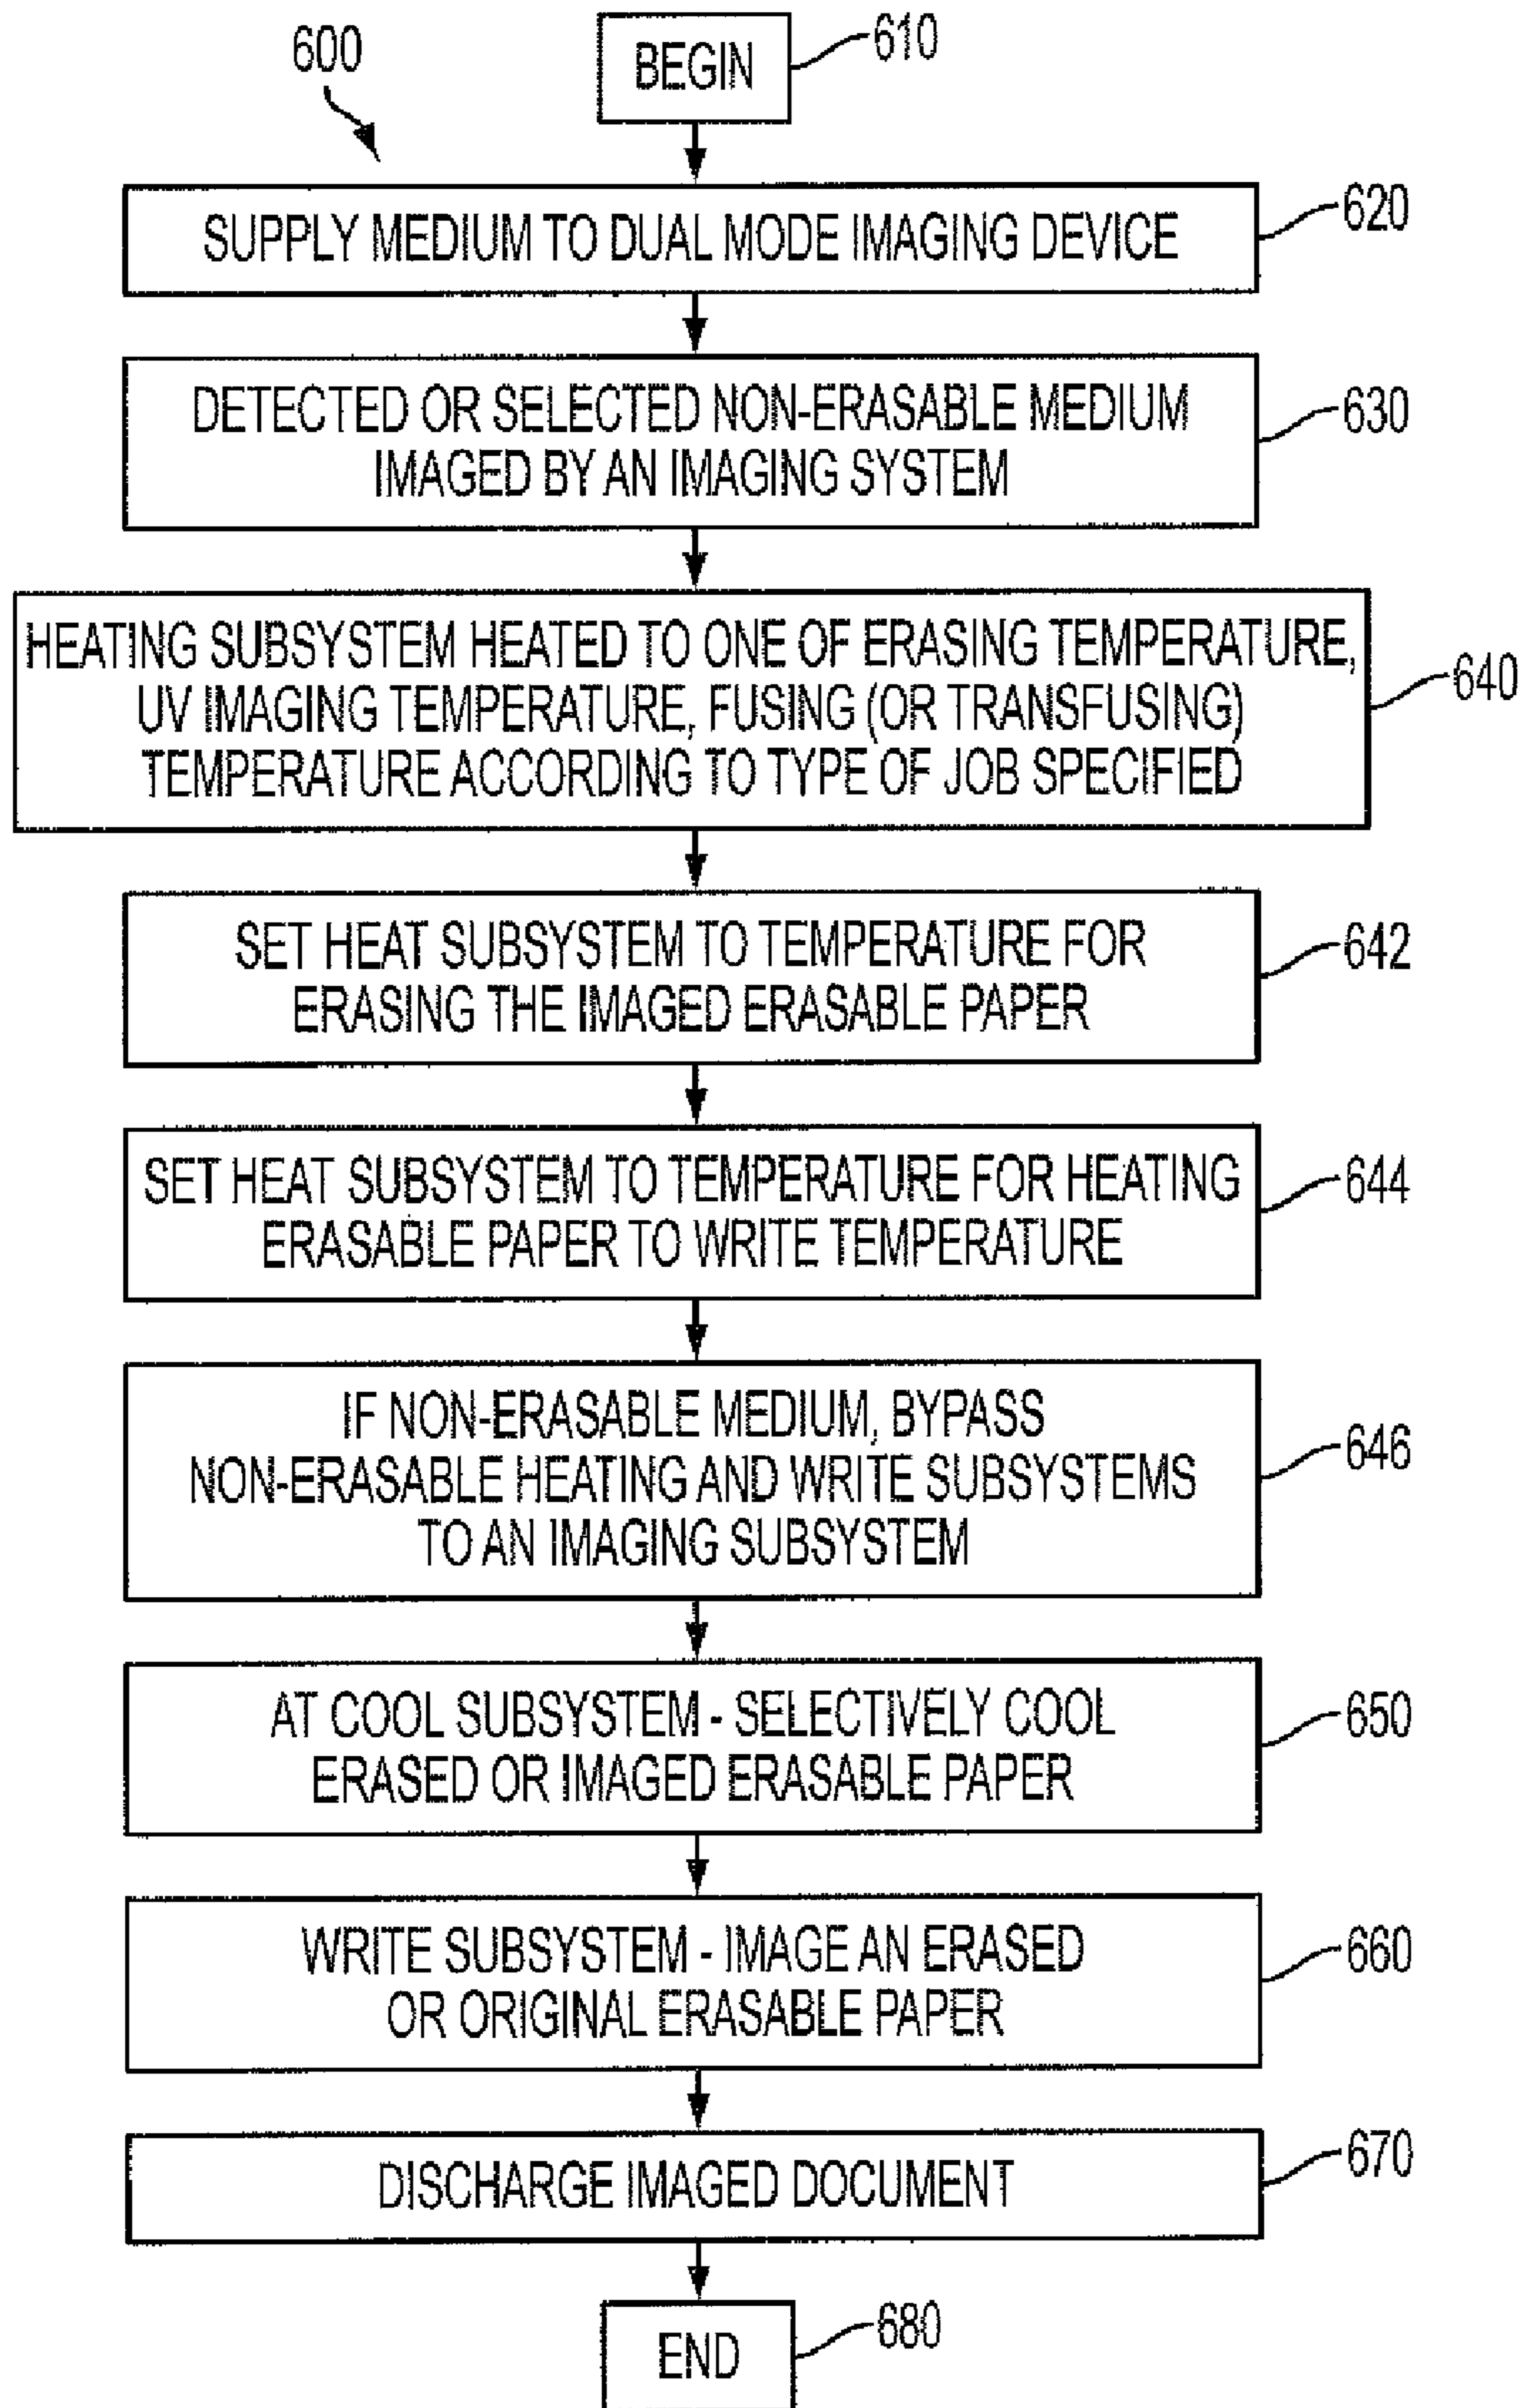 600
BEGIN
610
SUPPLY MEDIUM TO DUAL MODE IMAGING DEVICE
620
DETECTED OR SELECTED NON-ERASABLE MEDIUM
IMAGED BY AN IMAGING SYSTEM
630
HEATING SUBSYSTEM HEATED TO ONE OF ERASING TEMPERATURE,
UV IMAGING TEMPERATURE, FUSING (OR TRANSFUSING)
TEMPERATURE ACCORDING TO TYPE OF JOB SPECIFIED
640
SET HEAT SUBSYSTEM TO TEMPERATURE FOR
ERASING THE IMAGED ERASABLE PAPER
642
SET HEAT SUBSYSTEM TO TEMPERATURE FOR HEATING
ERASABLE PAPER TO WRITE TEMPERATURE
644
IF NON-ERASABLE MEDIUM, BYPASS
NON-ERASABLE HEATING AND WRITE SUBSYSTEMS
TO AN IMAGING SUBSYSTEM
646
AT COOL SUBSYSTEM - SELECTIVELY COOL
ERASED OR IMAGED ERASABLE PAPER
650
WRITE SUBSYSTEM - IMAGE AN ERASED
OR ORIGINAL ERASABLE PAPER
660
DISCHARGE IMAGED DOCUMENT
670
END
680